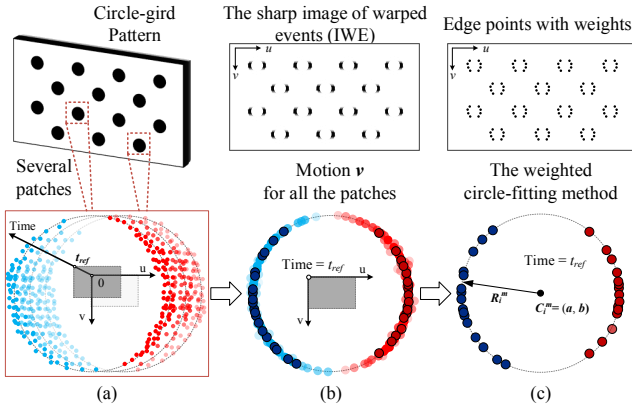 Circle-gird
Pattern
The sharp image of warped
events (IWE)
Edge points with weights
u
v
u
v
Several
patches
Motion v
for all the patches
The weighted
circle-fitting method
Time
t_ref
0
u
v
Time = t_ref
u
v
Time = t_ref
R_i^m
C_i^m= (a, b)
(a)
(b)
(c)